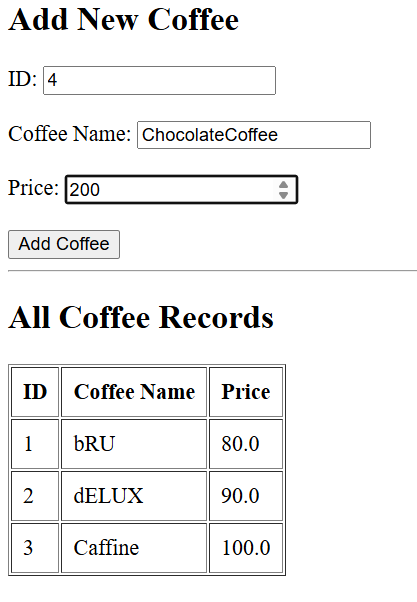 Add New Coffee
ID: 4
Coffee Name: ChocolateCoffee
Price: 200
Add Coffee
All Coffee Records
ID Coffee Name Price
1 bRU 80.0
2 dELUX 90.0
3 Caffine 100.0